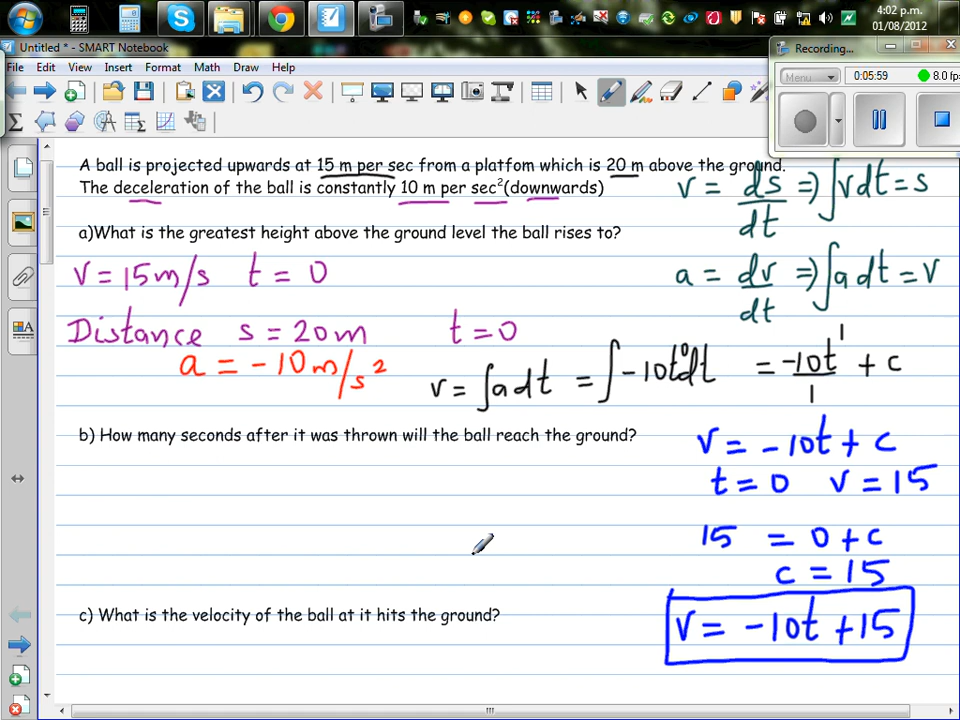 4:02 p.m.
01/08/2012
Untitled * - SMART Notebook
Recording...
File Edit View Insert Format Math Draw Help
Menu 0:05:59 8.0 fp
A ball is projected upwards at 15 m per sec from a platfom which is 20 m above the ground.
The deceleration of the ball is constantly 10 m per sec²(downwards)
v = ds/dt => ∫vdt = s
a)What is the greatest height above the ground level the ball rises to?
v = 15m/s t = 0
a = dv/dt => ∫adt = v
Distance s = 20m t = 0
a = -10m/s²
v = ∫adt = ∫-10t⁰dt = -10t¹/1 + c
b) How many seconds after it was thrown will the ball reach the ground?
v = -10t + c
t = 0 v = 15
15 = 0 + c
c = 15
c) What is the velocity of the ball at it hits the ground?
v = -10t + 15